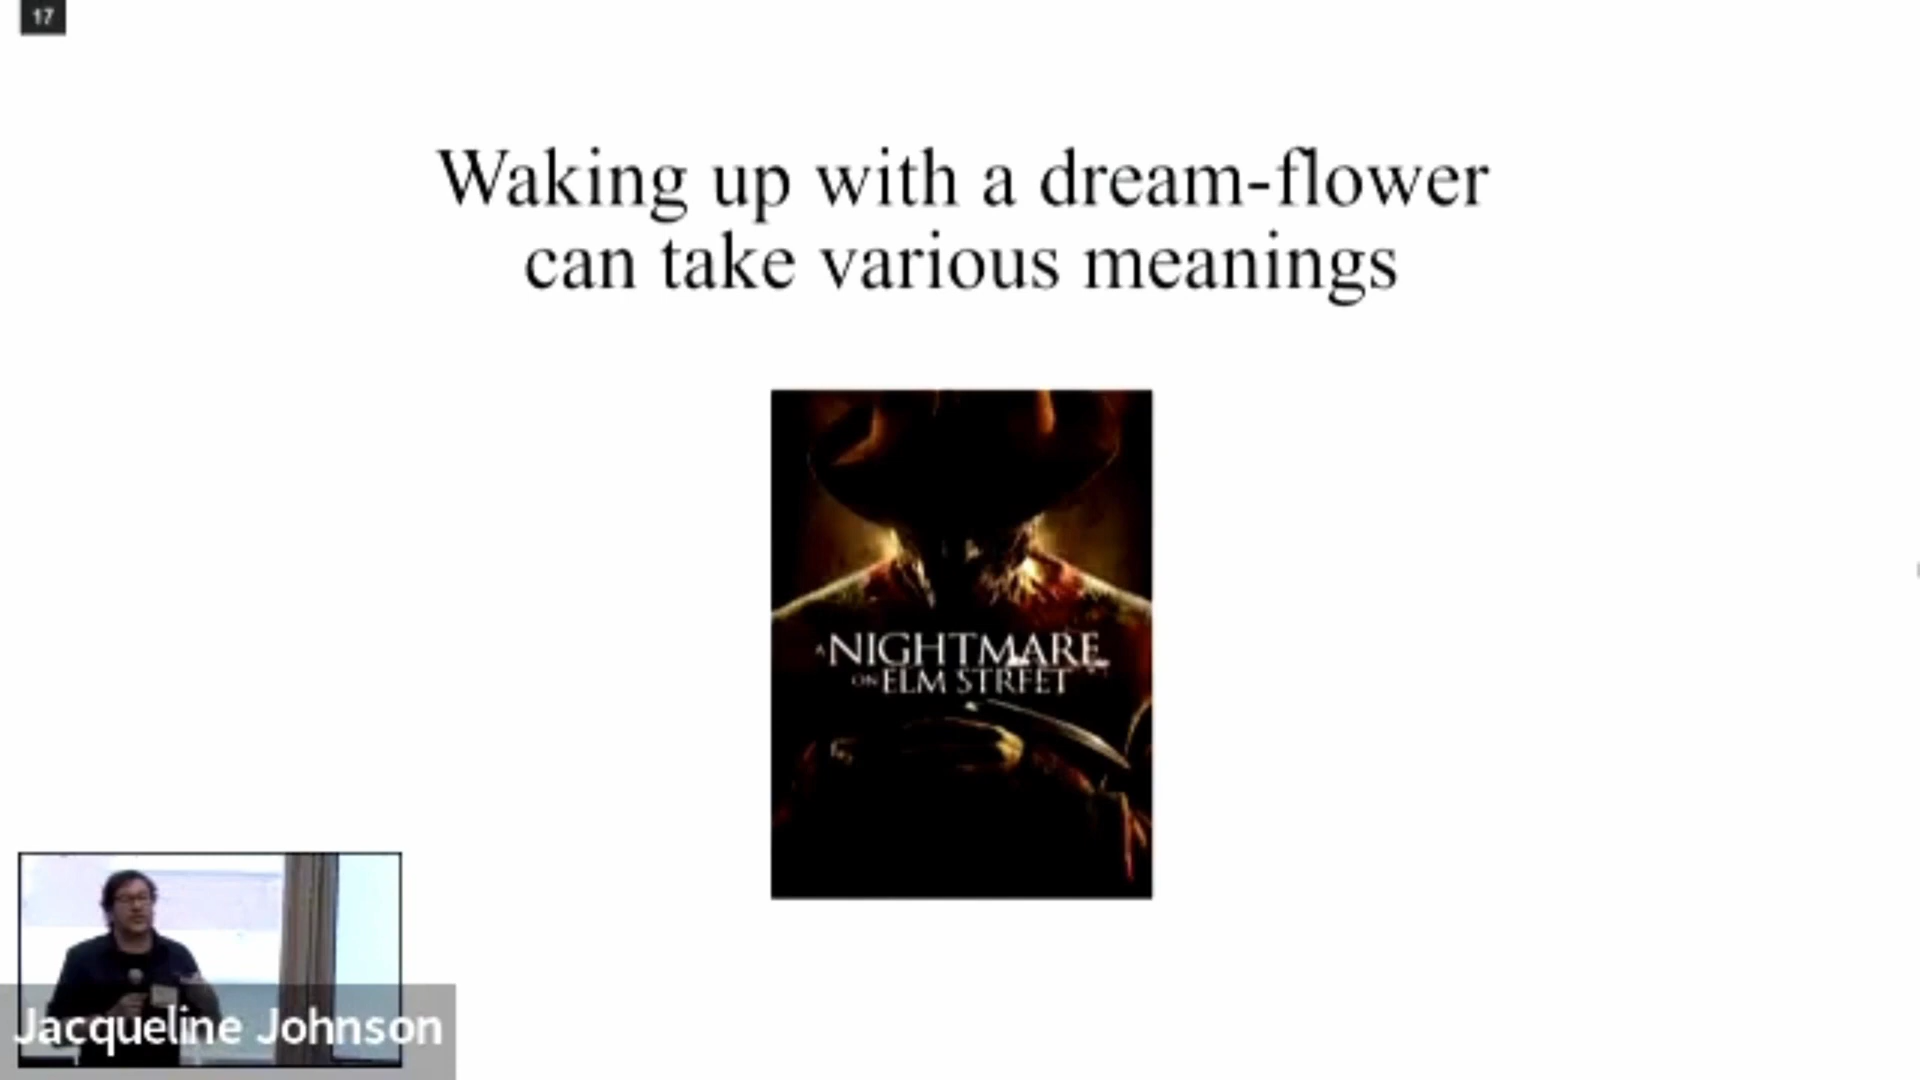 17
Waking up with a dream-flower
can take various meanings
A NIGHTMARE
ON ELM STREET
Jacqueline Johnson